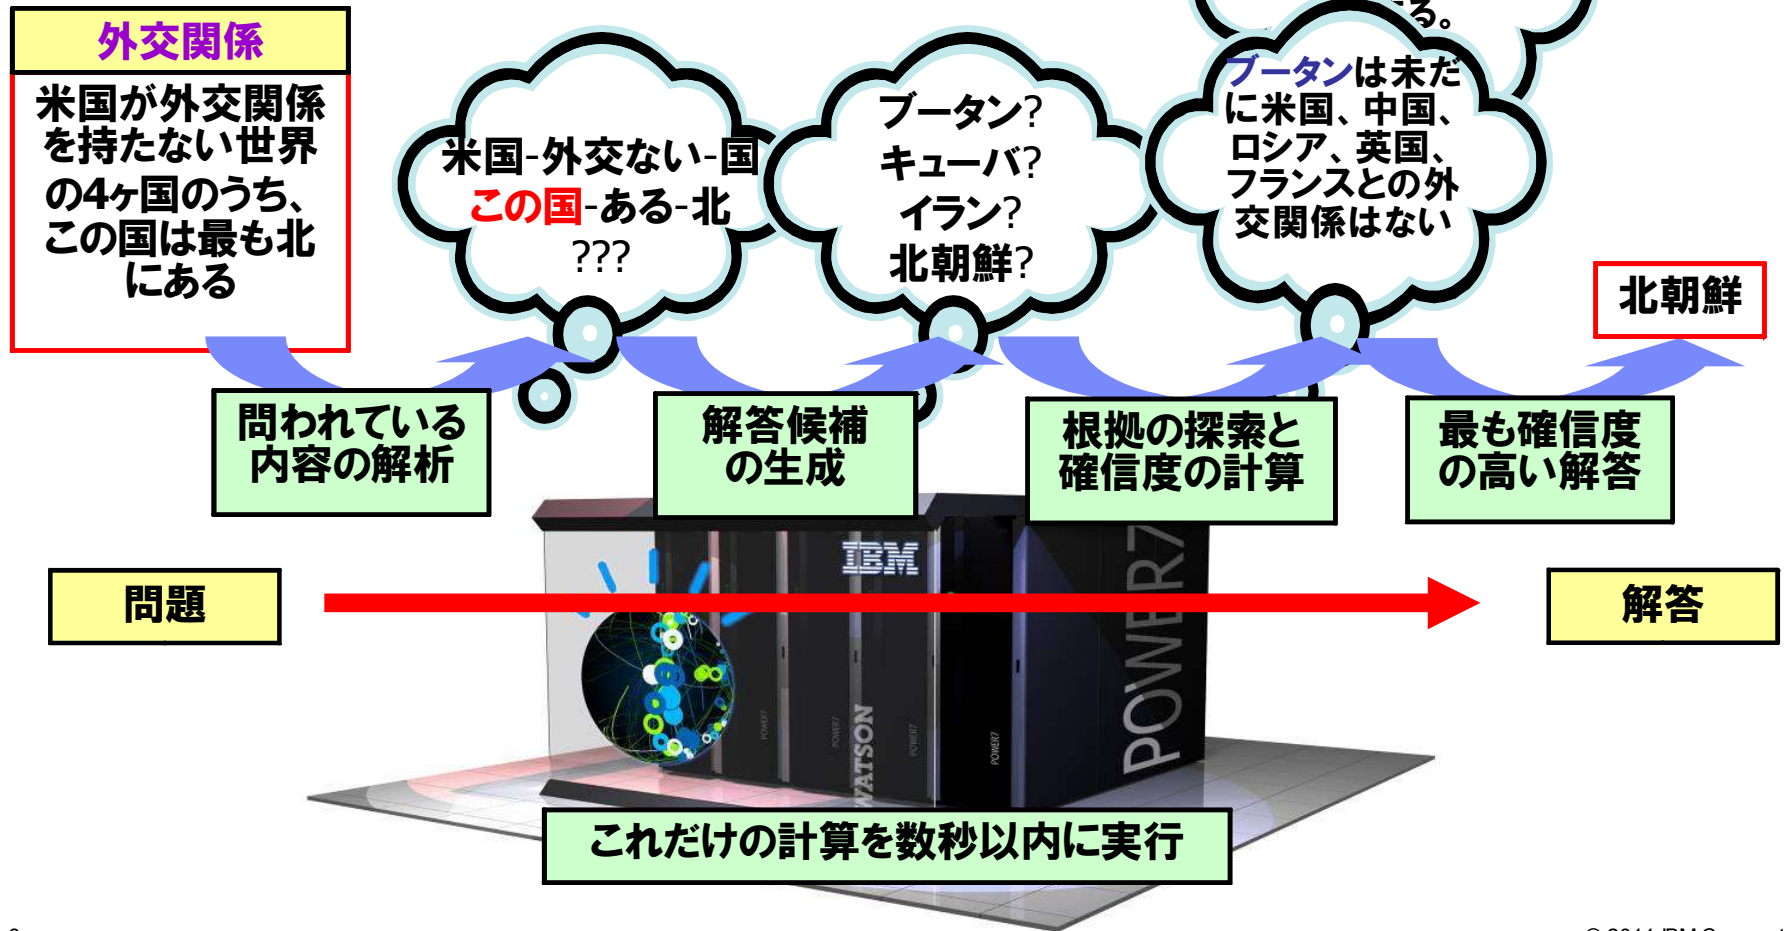 外交関係
米国が外交関係
を持たない世界
の4ヶ国のうち、
この国は最も北
にある
米国-外交ない-国
この国-ある-北
???
ブータン?
キューバ?
イラン?
北朝鮮?
る。
ブータンは未だ
に米国、中国、
ロシア、英国、
フランスとの外
交関係はない
北朝鮮
問われている
内容の解析
解答候補
の生成
根拠の探索と
確信度の計算
最も確信度
の高い解答
問題
解答
IBM
POWER7
WATSON
POWER7
POWER7
POWER7
POWER7
これだけの計算を数秒以内に実行
© 2011 IBM